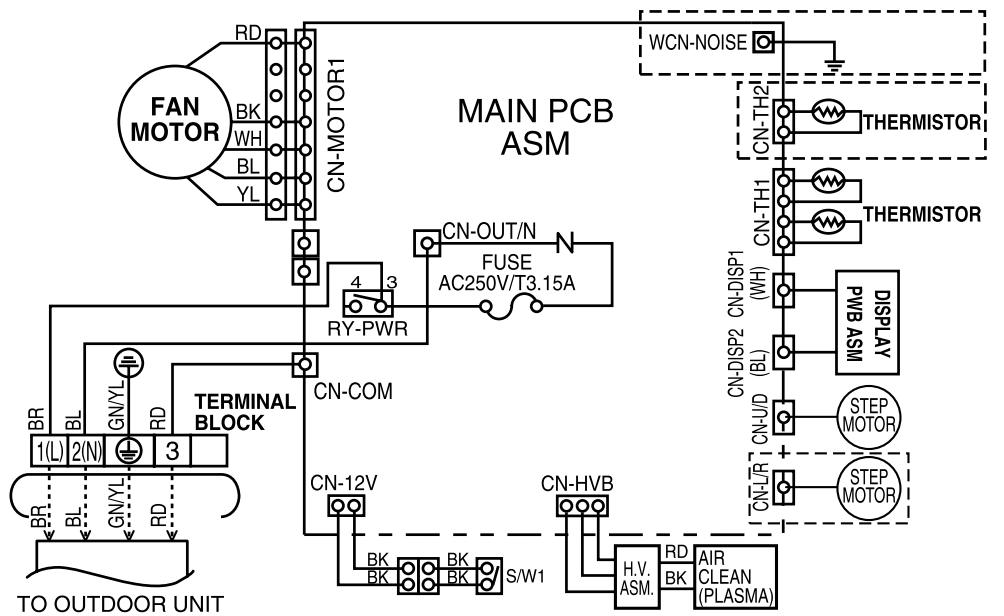 RD
FAN
MOTOR
BK
WH
BL
YL
CN-MOTOR1
MAIN PCB
ASM
WCN-NOISE
CN-TH2
THERMISTOR
CN-TH1
THERMISTOR
CN-OUT/N
N
FUSE
AC250V/T3.15A
4 3
RY-PWR
CN-DISP1
(WH)
DISPLAY
PWB ASM
CN-DISP2
(BL)
CN-COM
CN-U/D
STEP
MOTOR
CN-L/R
STEP
MOTOR
BR
BL
GN/YL
RD
TERMINAL
BLOCK
1(L) 2(N) 3
BR
BL
GN/YL
RD
TO OUTDOOR UNIT
CN-12V
BK BK
BK BK
S/W1
CN-HVB
H.V.
ASM.
RD
BK
AIR
CLEAN
(PLASMA)